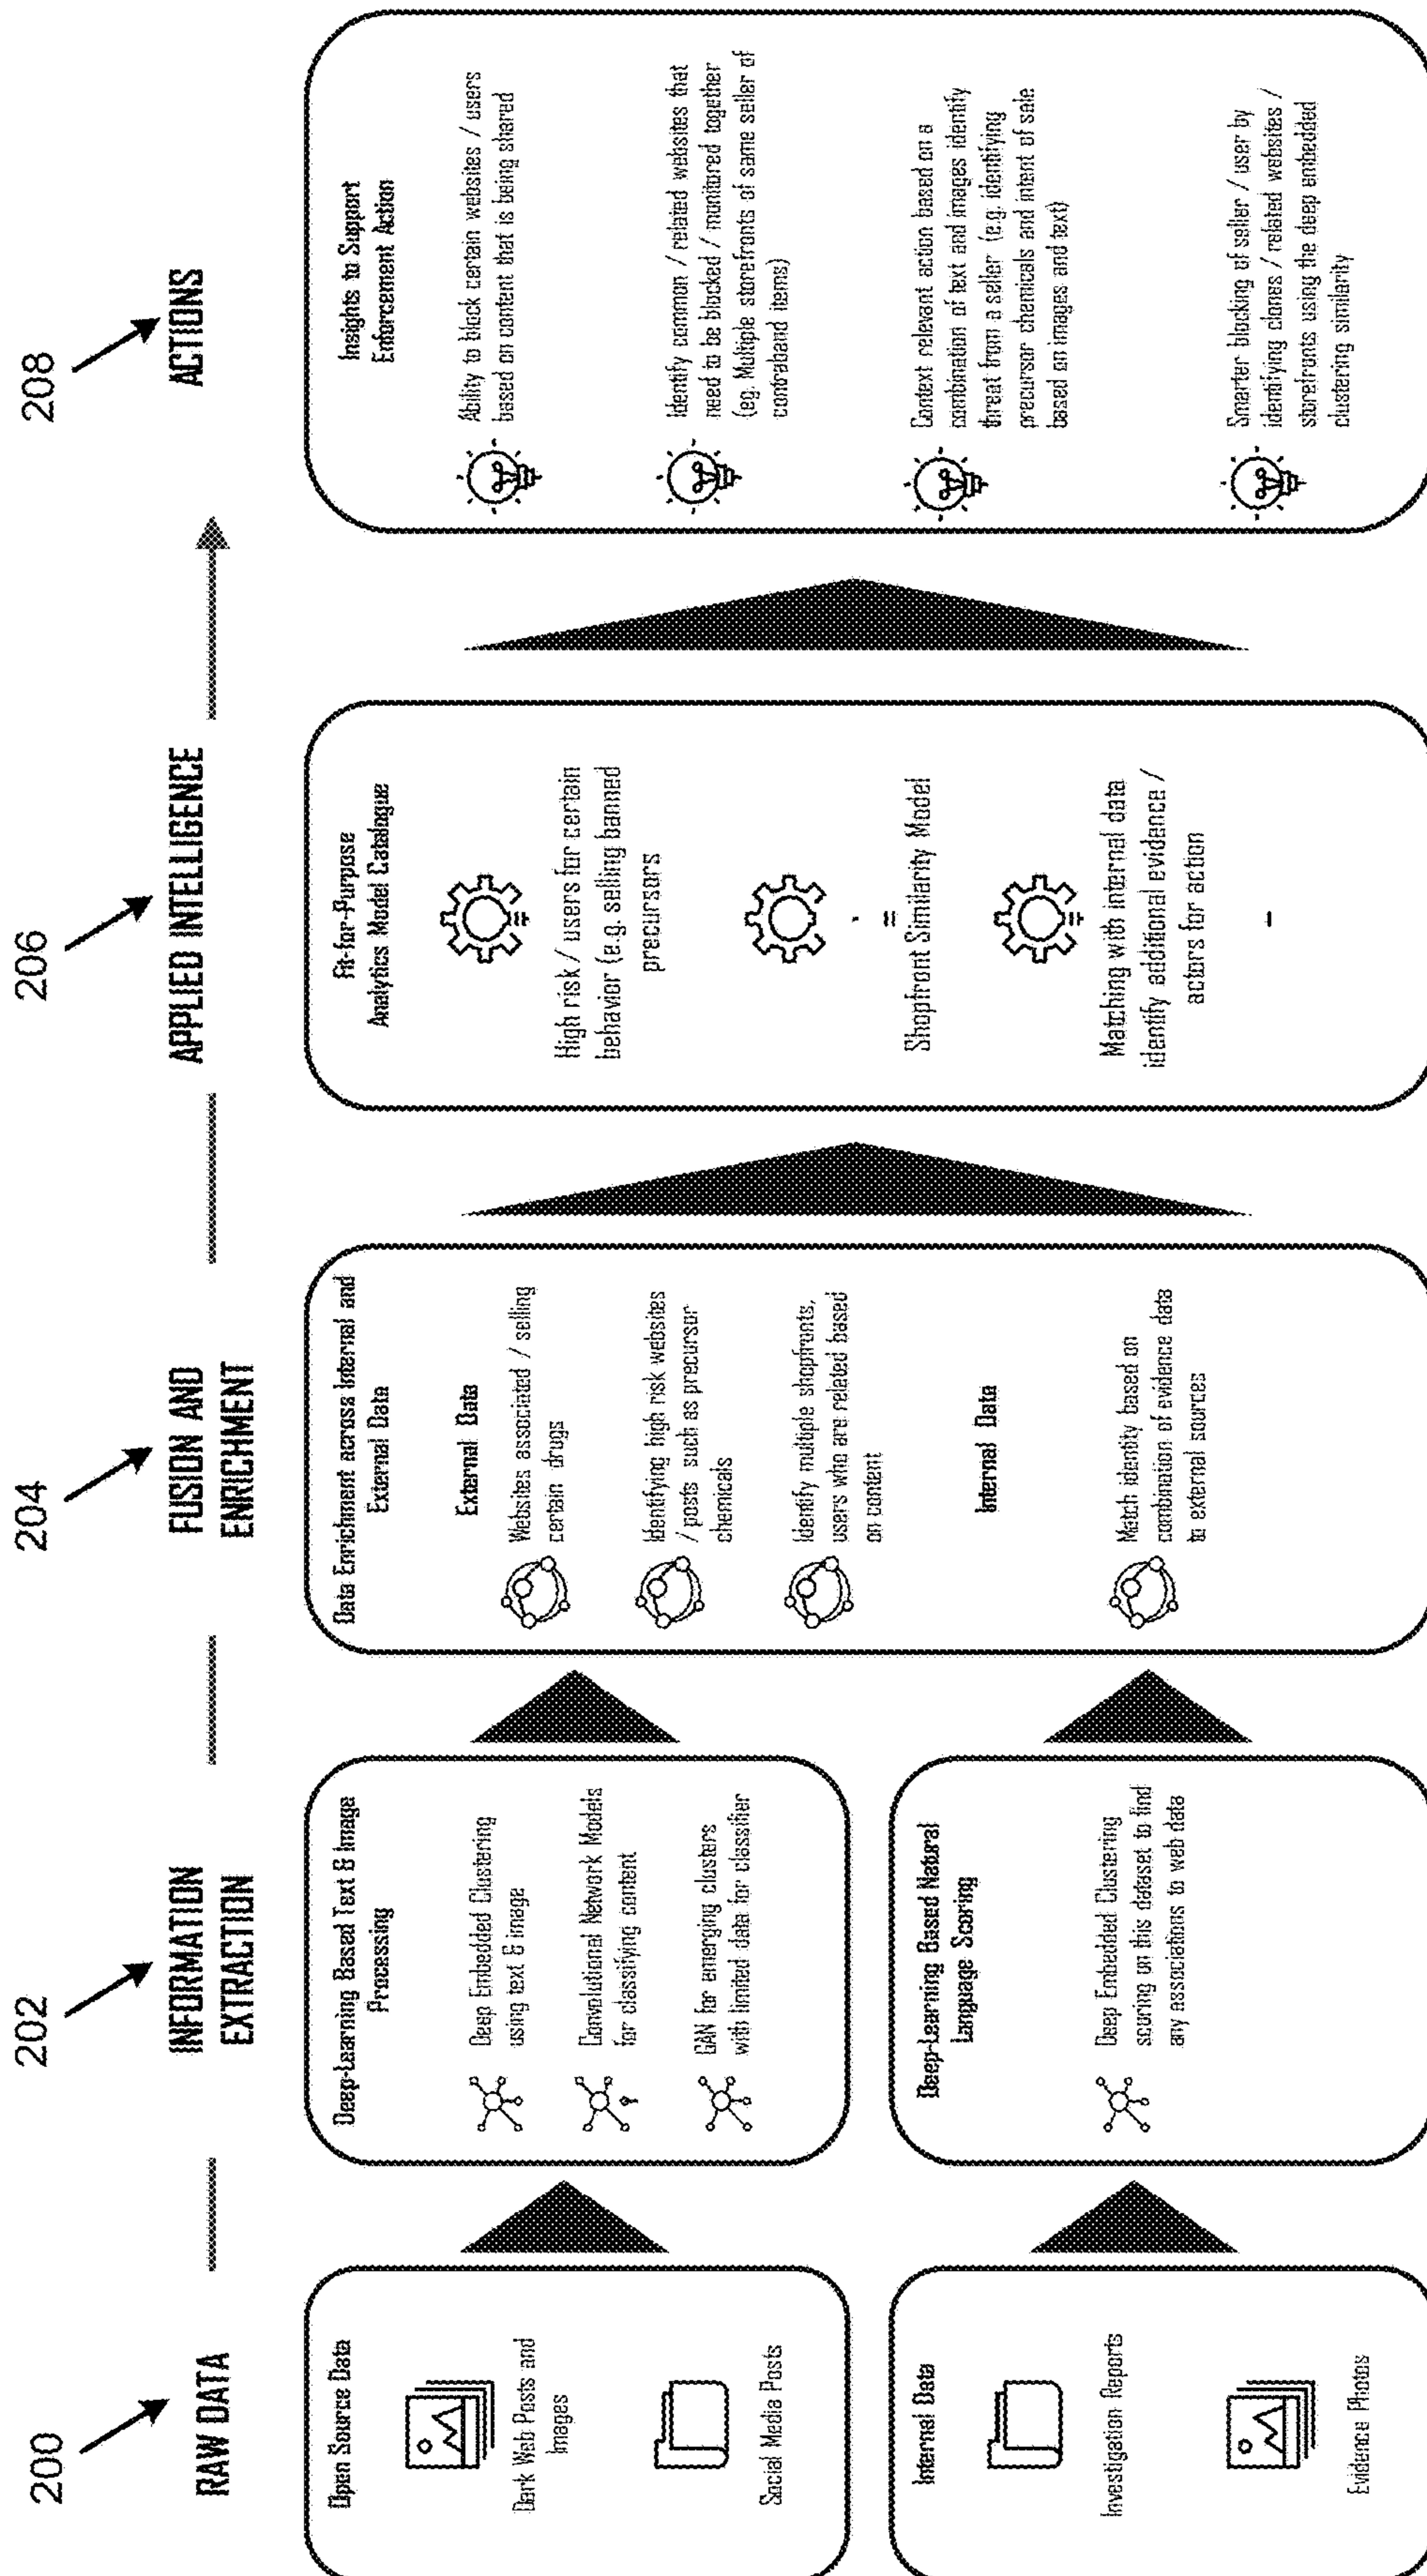 200
RAW DATA
Open Source Data
Dark Web Posts and
Images
Social Media Posts
Internal Data
Investigation Reports
Evidence Photos
202
INFORMATION
EXTRACTION
Deep-Learning Based Text & Image
Processing
Deep Embedded Clustering
using text & image
Convolutional Network Models
for classifying content
GAN for emerging clusters
with limited data for classifier
Deep-Learning Based Natural
Language Scoring
Deep Embedded Clustering
scoring on this dataset to find
any associations to web data
204
FUSION AND
ENRICHMENT
Data Enrichment across Internal and
External Data
External Data
Websites associated / selling
certain drugs
Identifying high risk websites
/ posts such as precursor
chemicals
Identify multiple shopfronts,
users who are related based
on content
Internal Data
Match identity based on
combination of evidence data
to external sources
206
APPLIED INTELLIGENCE
Fit-for-Purpose
Analytics Model Catalogue
High risk / users for certain
behavior (e.g. selling banned
precursors
Shopfront Similarity Model
Matching with internal data
identify additional evidence /
actors for action
208
ACTIONS
Insights to Support
Enforcement Action
Ability to block certain websites / users
based on content that is being shared
Identify common / related websites that
need to be blocked / munitured together
(eg. Multiple storefronts of same seller of
contraband items)
Context relevant action based on a
combination of text and images identify
threat from a seller (e.g. identifying
precursor chemicals and intent of sale
based on images and text)
Smarter blocking of seller / user by
identifying clones / related websites /
storefronts using the deep embedded
clustering similarity